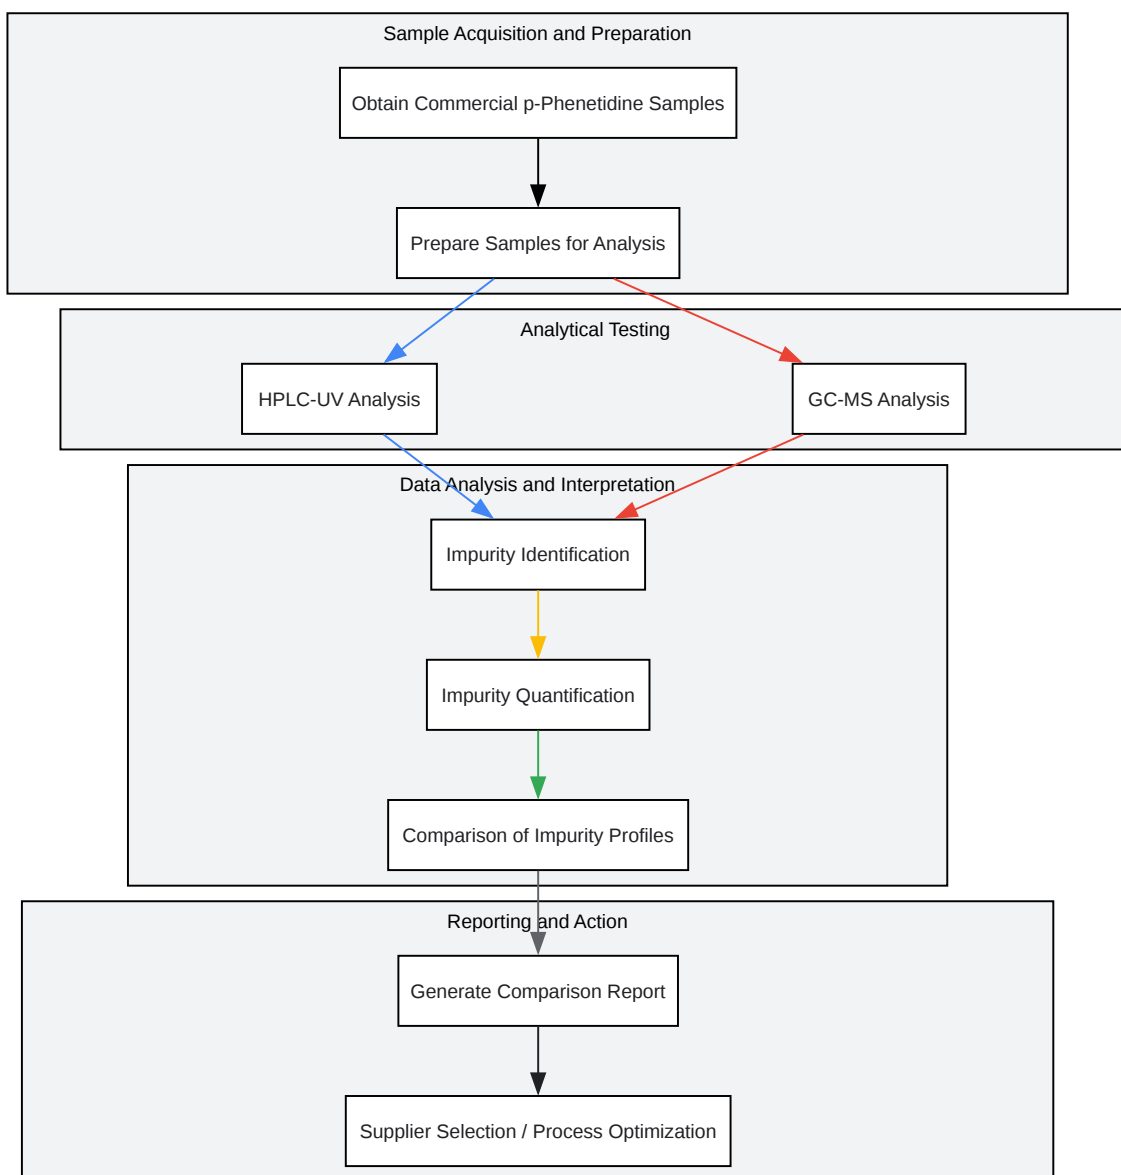 Sample Acquisition and Preparation
Obtain Commercial p-Phenetidine Samples
Prepare Samples for Analysis
Analytical Testing
HPLC-UV Analysis
GC-MS Analysis
Data Analysis and Interpretation
Impurity Identification
Impurity Quantification
Comparison of Impurity Profiles
Reporting and Action
Generate Comparison Report
Supplier Selection / Process Optimization